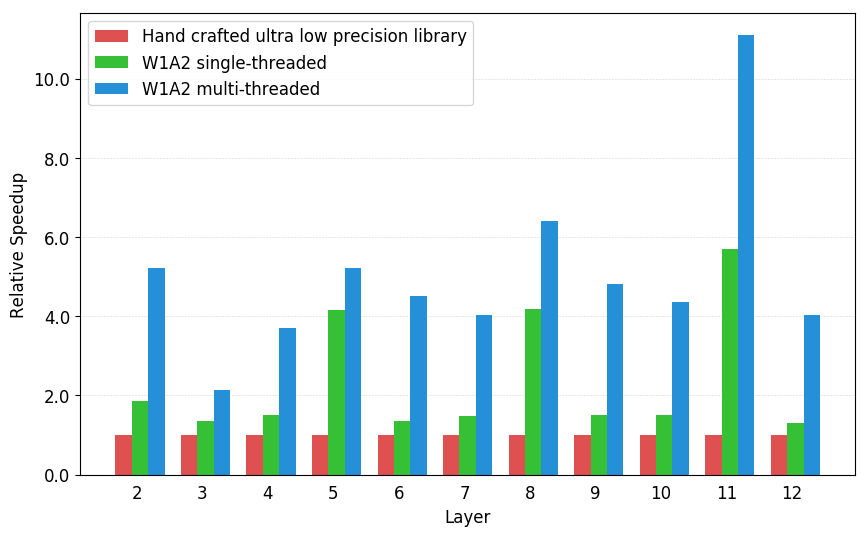 Hand crafted ultra low precision library
W1A2 single-threaded
W1A2 multi-threaded
10.0
8.0
6.0
4.0
2.0
0.0
Relative Speedup
2 3 4 5 6 7 8 9 10 11 12
Layer